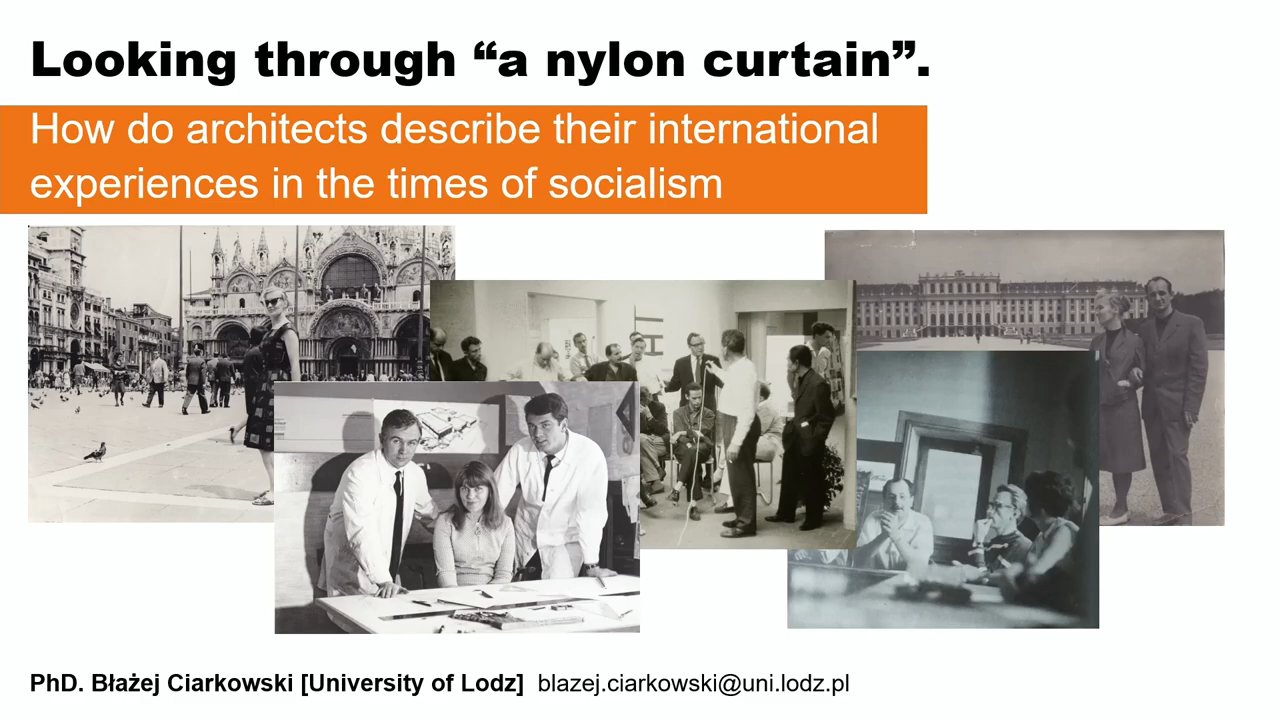 Looking through “a nylon curtain”.
How do architects describe their international
experiences in the times of socialism
PhD. Błażej Ciarkowski [University of Lodz] blazej.ciarkowski@uni.lodz.pl